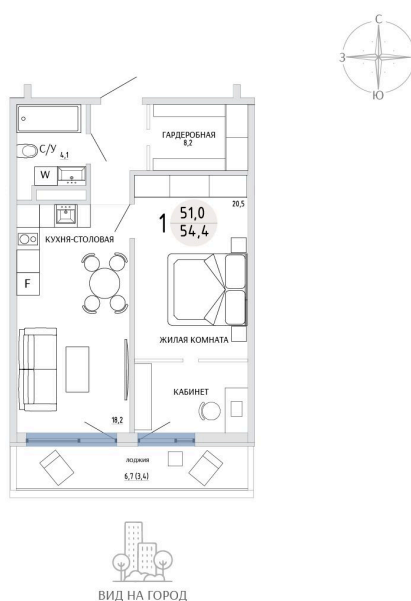 С
З
Ю
ГАРДЕРОБНАЯ
8,2
С/У
4,1
W
20,5
1
51,0
54,4
КУХНЯ-СТОЛОВАЯ
F
ЖИЛАЯ КОМНАТА
КАБИНЕТ
18,2
ЛОДЖИЯ
6,7 (3,4)
ВИД НА ГОРОД